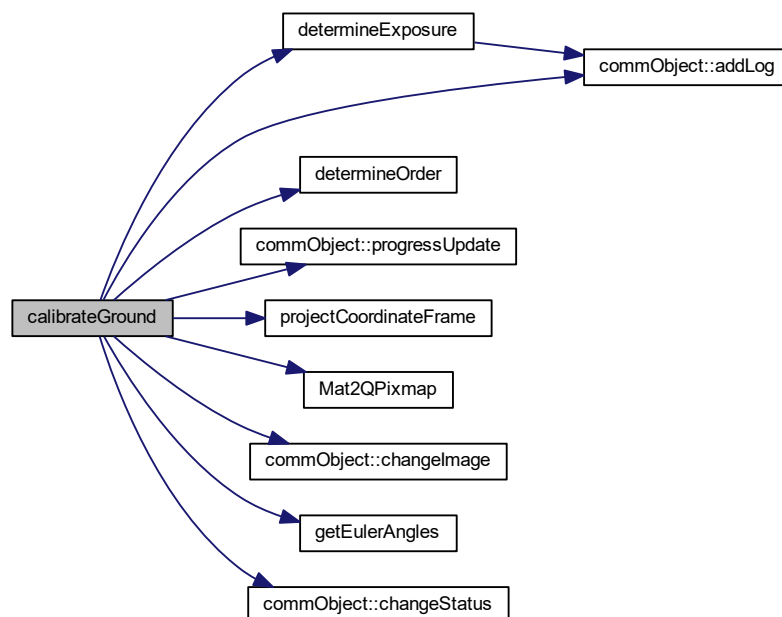 determineExposure
commObject::addLog
determineOrder
commObject::progressUpdate
calibrateGround
projectCoordinateFrame
Mat2QPixmap
commObject::changeImage
getEulerAngles
commObject::changeStatus